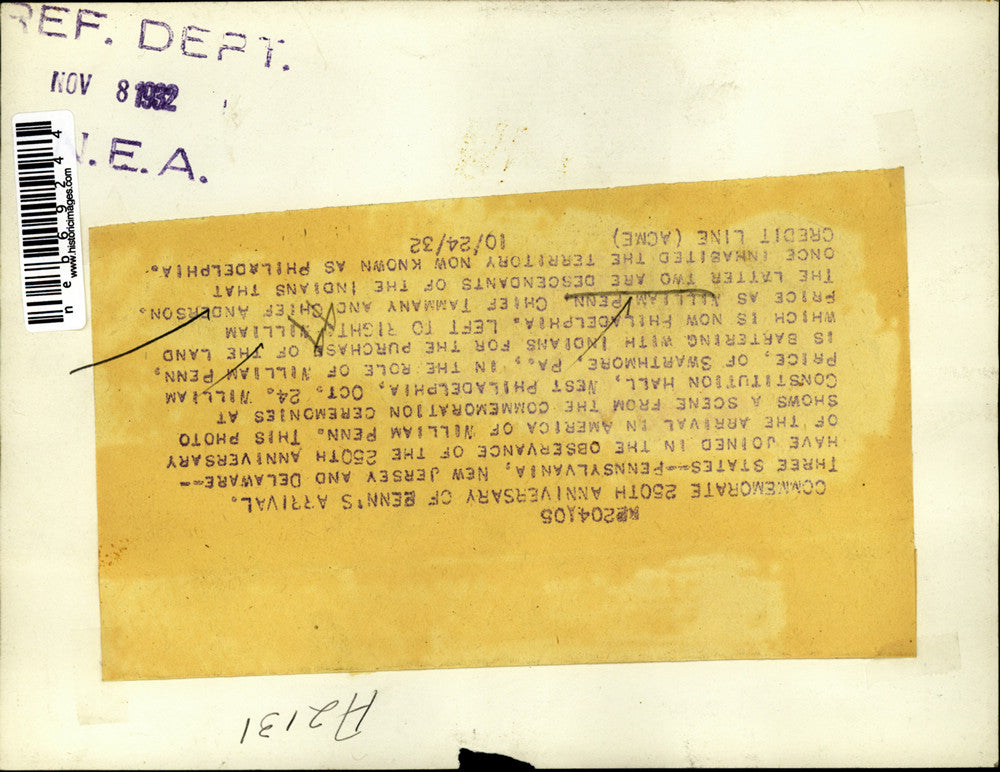 REF. DEPT.
NOV 8 1932
N.E.A.
neb69244
www.historicimages.com
COMMEMORATE 250TH ANNIVERSARY OF PENN'S ARRIVAL.
THREE STATES--PENNSYLVANIA, NEW JERSEY AND DELAWARE--
HAVE JOINED IN THE OBSERVANCE OF THE 250TH ANNIVERSARY
OF THE ARRIVAL IN AMERICA OF WILLIAM PENN. THIS PHOTO
SHOWS A SCENE FROM THE COMMEMORATION CEREMONIES AT
CONSTITUTION HALL, WEST PHILADELPHIA, OCT. 24. WILLIAM
PRICE, OF SWARTHMORE, PA., IN THE ROLE OF WILLIAM PENN,
IS BARTERING WITH INDIANS FOR THE PURCHASE OF THE LAND
WHICH IS NOW PHILADELPHIA. LEFT TO RIGHT, WILLIAM
PRICE AS WILLIAM PENN CHIEF TAMMANY AND CHIEF ANDERSON.
THE LATTER TWO ARE DESCENDANTS OF THE INDIANS THAT
ONCE INHABITED THE TERRITORY NOW KNOWN AS PHILADELPHIA.
CREDIT LINE (ACME) 10/24/32
A2131